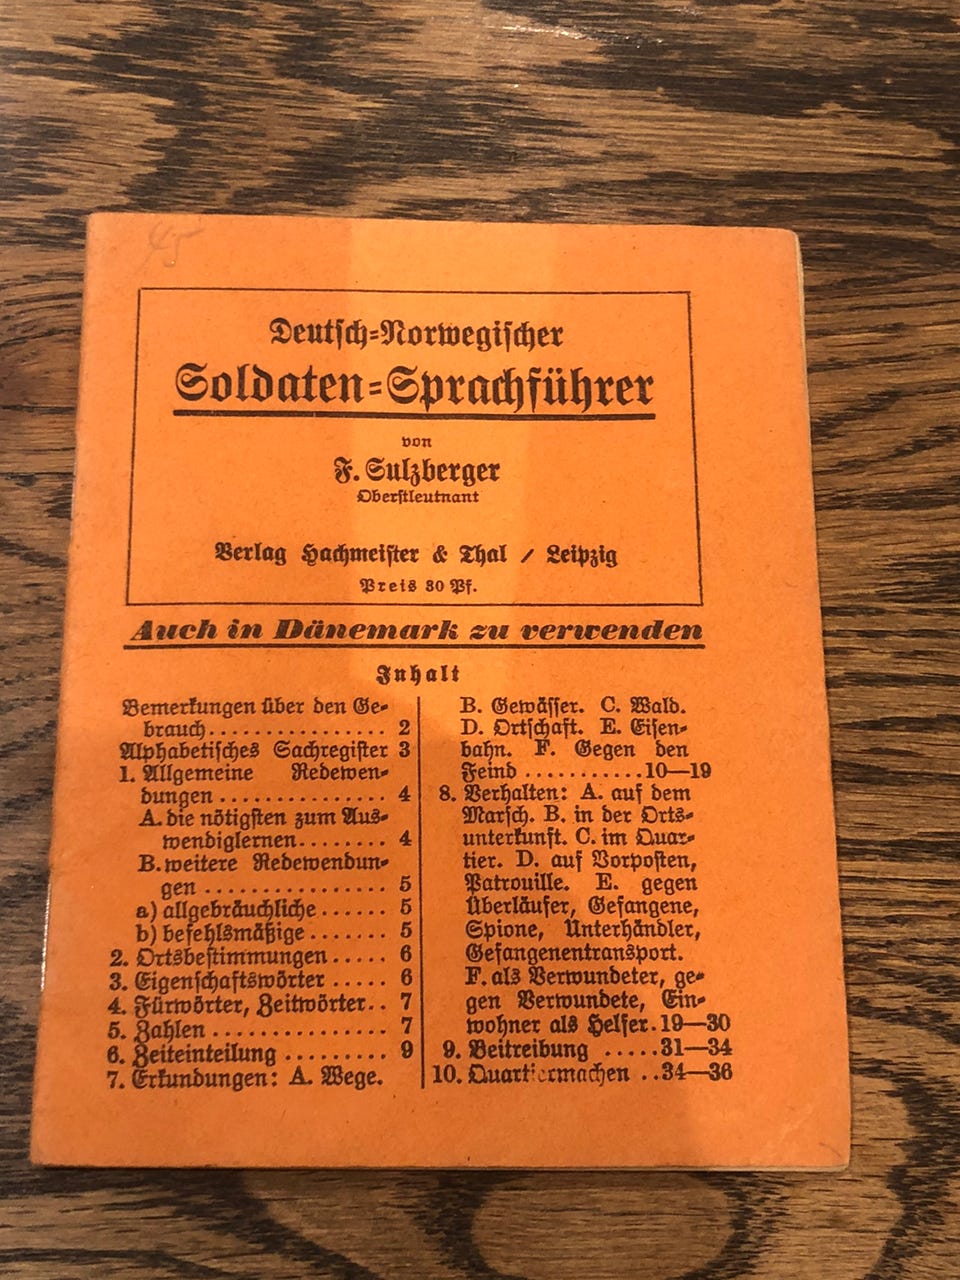 45
Deutsch=Norwegischer
Soldaten=Sprachführer
von
F. Sulzberger
Oberstleutnant
Verlag Hachmeister & Thal / Leipzig
Preis 30 Pf.
Auch in Dänemark zu verwenden
Inhalt
Bemerkungen über den Ge-
brauch................ 2
Alphabetisches Sachregister 3
1. Allgemeine Redewen-
dungen ................ 4
A. die nötigsten zum Aus-
wendiglernen........ 4
B. weitere Redewendun-
gen ................ 5
a) allgebräuchliche...... 5
b) befehlsmäßige....... 5
2. Ortsbestimmungen ..... 6
3. Eigenschaftswörter ..... 6
4. Fürwörter, Zeitwörter.. 7
5. Zahlen ................ 7
6. Zeiteinteilung ......... 9
7. Erkundungen: A. Wege.
B. Gewässer. C. Wald.
D. Ortschaft. E. Eisen-
bahn. F. Gegen den
Feind ...........10—19
8. Verhalten: A. auf dem
Marsch. B. in der Orts-
unterkunft. C. im Quar-
tier. D. auf Vorposten,
Patrouille. E. gegen
Überläufer, Gefangene,
Spione, Unterhändler,
Gefangenentransport.
F. als Verwundeter, ge-
gen Verwundete, Ein-
wohner als Helfer.19—30
9. Beitreibung .....31—34
10. Quartiermachen ..34—36